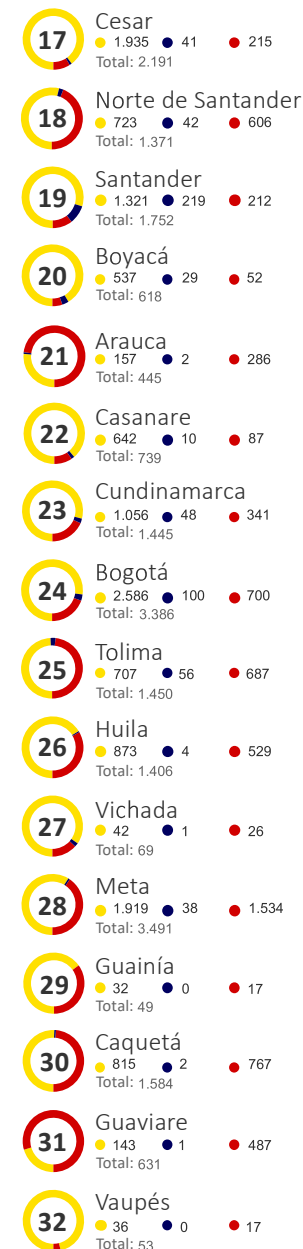 17 Cesar
1.935 41 215
Total: 2.191
18 Norte de Santander
723 42 606
Total: 1.371
19 Santander
1.321 219 212
Total: 1.752
20 Boyacá
537 29 52
Total: 618
21 Arauca
157 2 286
Total: 445
22 Casanare
642 10 87
Total: 739
23 Cundinamarca
1.056 48 341
Total: 1.445
24 Bogotá
2.586 100 700
Total: 3.386
25 Tolima
707 56 687
Total: 1.450
26 Huila
873 4 529
Total: 1.406
27 Vichada
42 1 26
Total: 69
28 Meta
1.919 38 1.534
Total: 3.491
29 Guainía
32 0 17
Total: 49
30 Caquetá
815 2 767
Total: 1.584
31 Guaviare
143 1 487
Total: 631
32 Vaupés
36 0 17
Total: 53